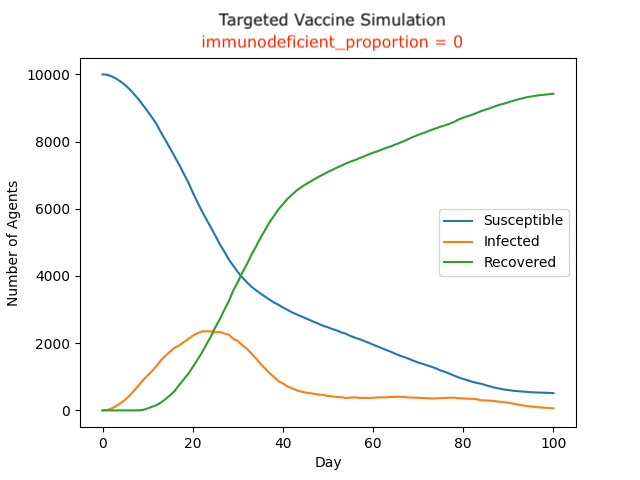 Targeted Vaccine Simulation
immunodeficient_proportion = 0
10000
8000
6000
4000
2000
0
Number of Agents
Susceptible
Infected
Recovered
0 20 40 60 80 100
Day